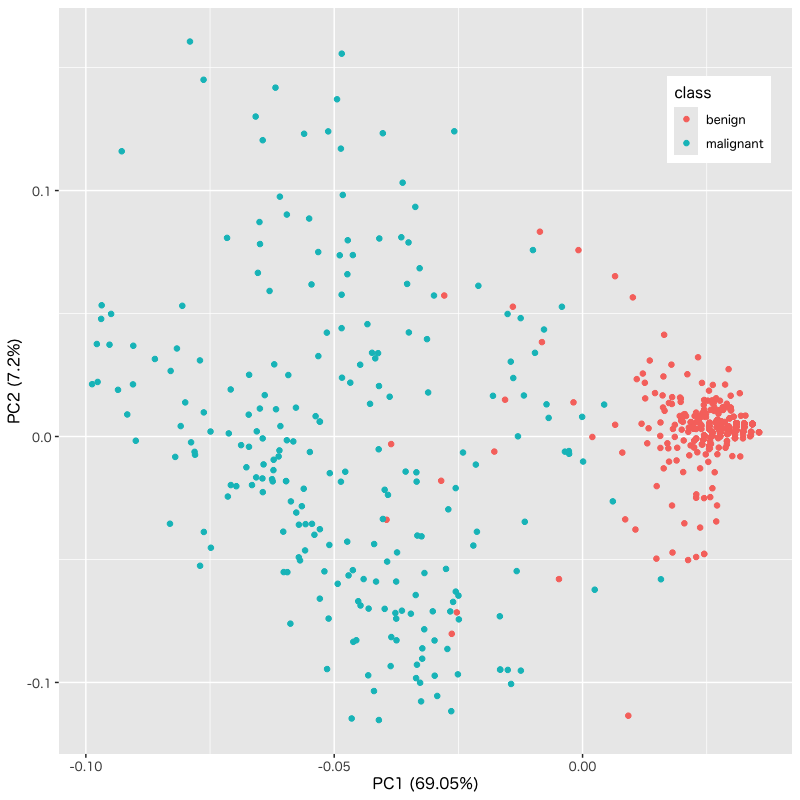 class
benign
malignant
0.1
0.0
-0.1
PC2 (7.2%)
-0.10
-0.05
0.00
PC1 (69.05%)